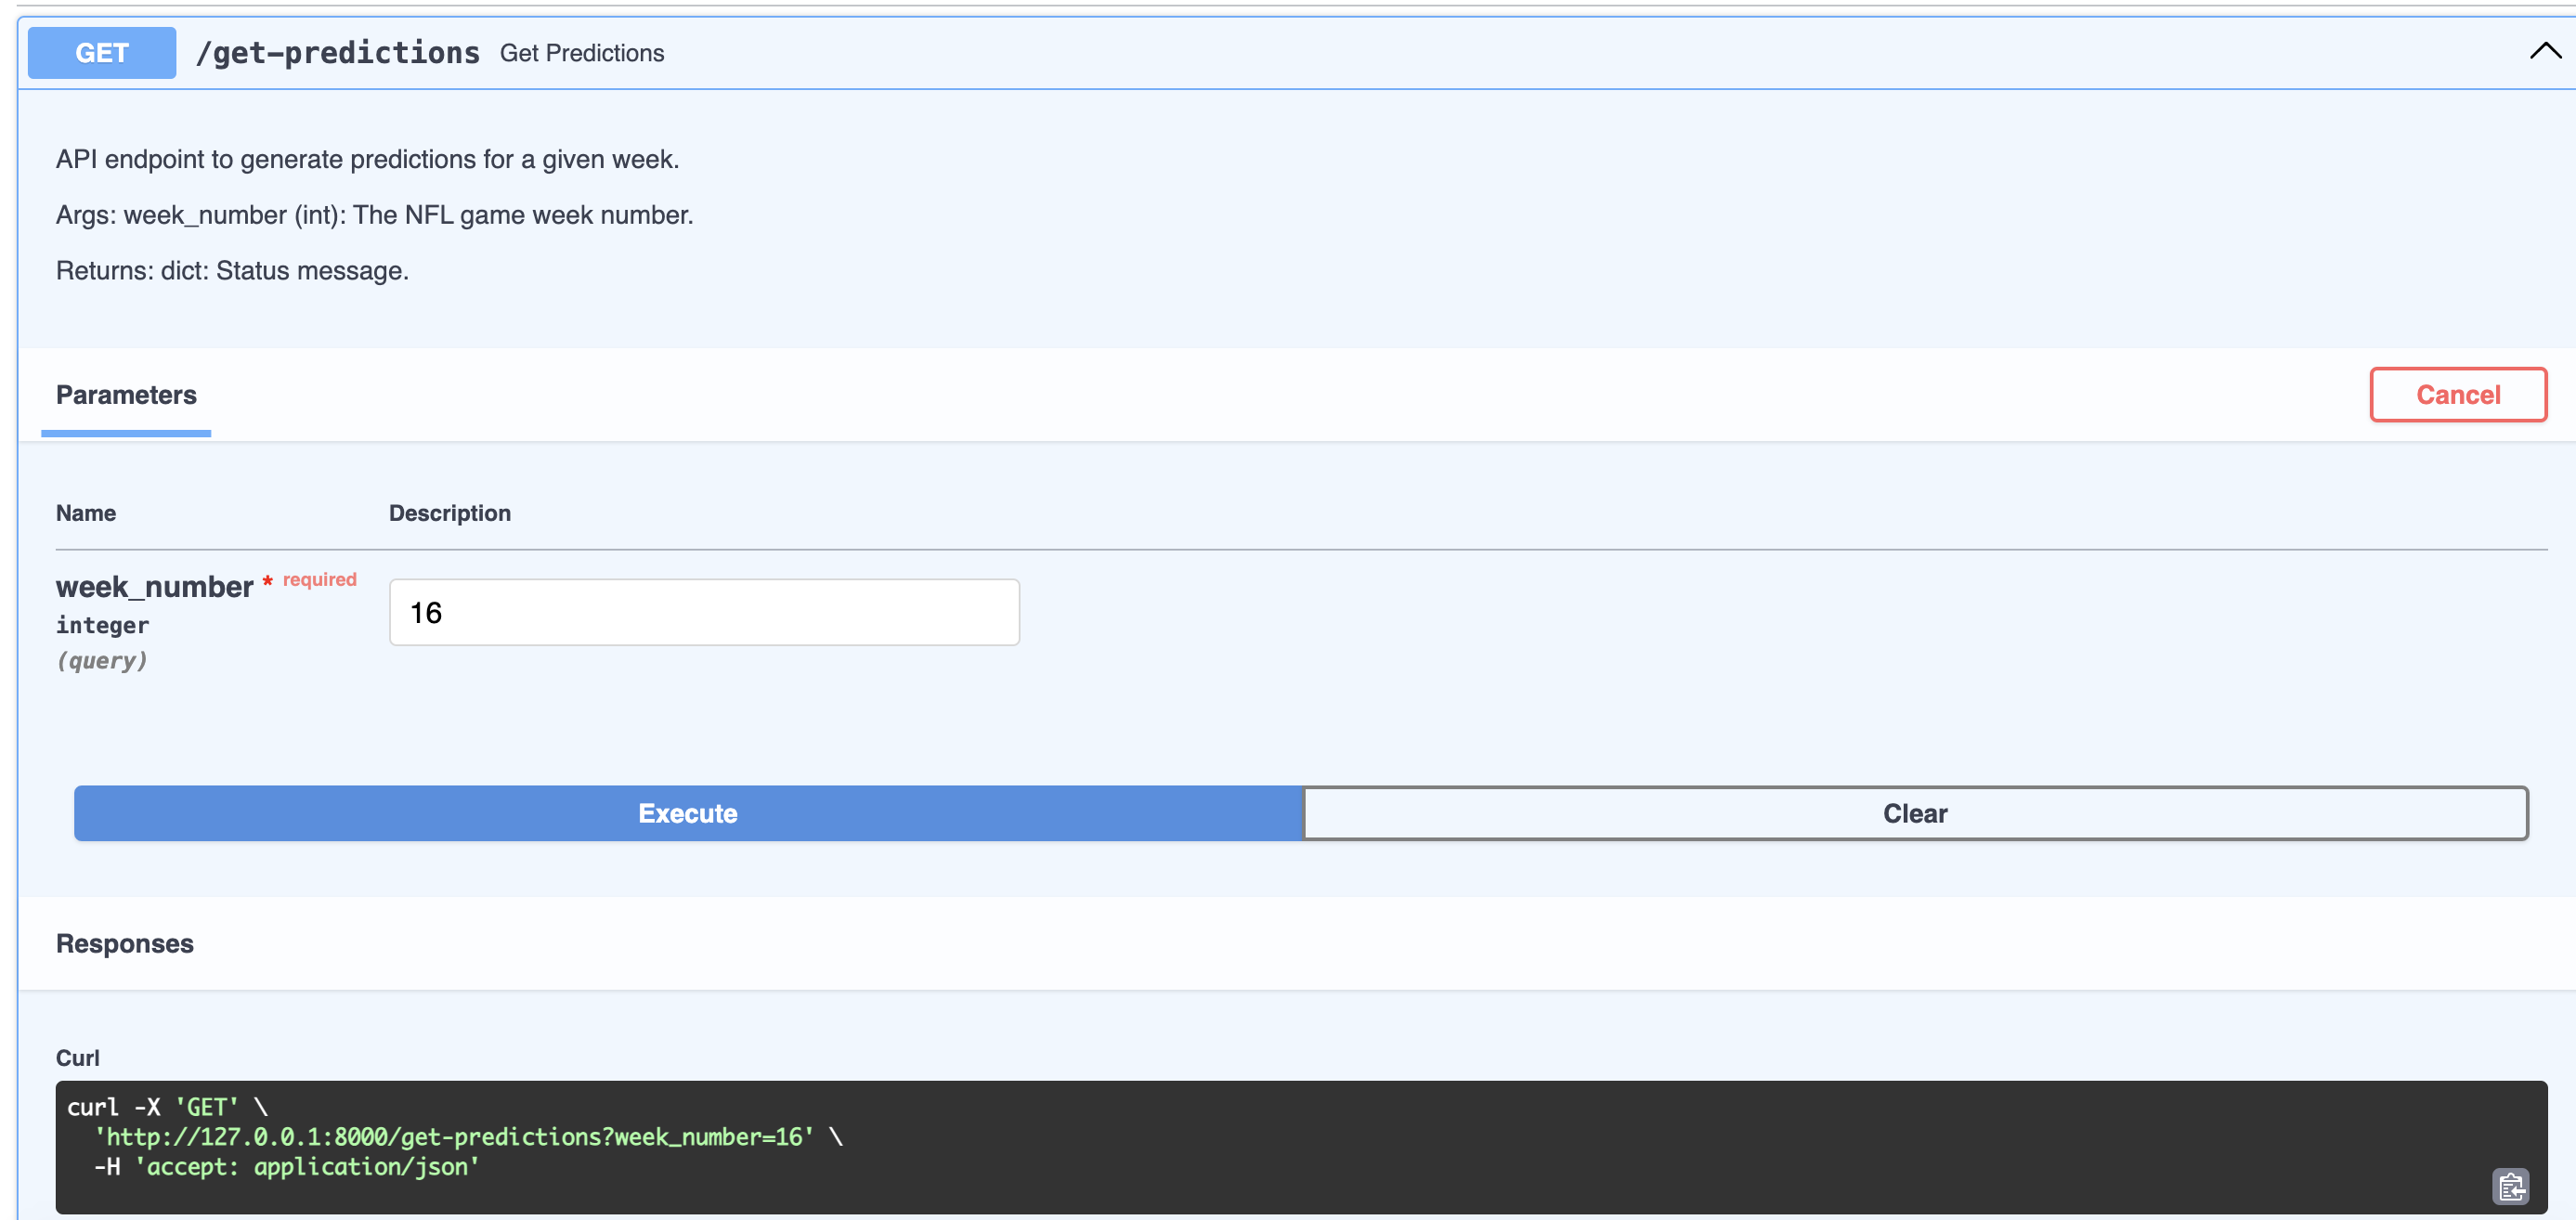 GET /get-predictions Get Predictions
API endpoint to generate predictions for a given week.
Args: week_number (int): The NFL game week number.
Returns: dict: Status message.
Parameters
Cancel
Name Description
week_number * required
integer
(query)
16
Execute
Clear
Responses
Curl
curl -X 'GET' \
  'http://127.0.0.1:8000/get-predictions?week_number=16' \
  -H 'accept: application/json'